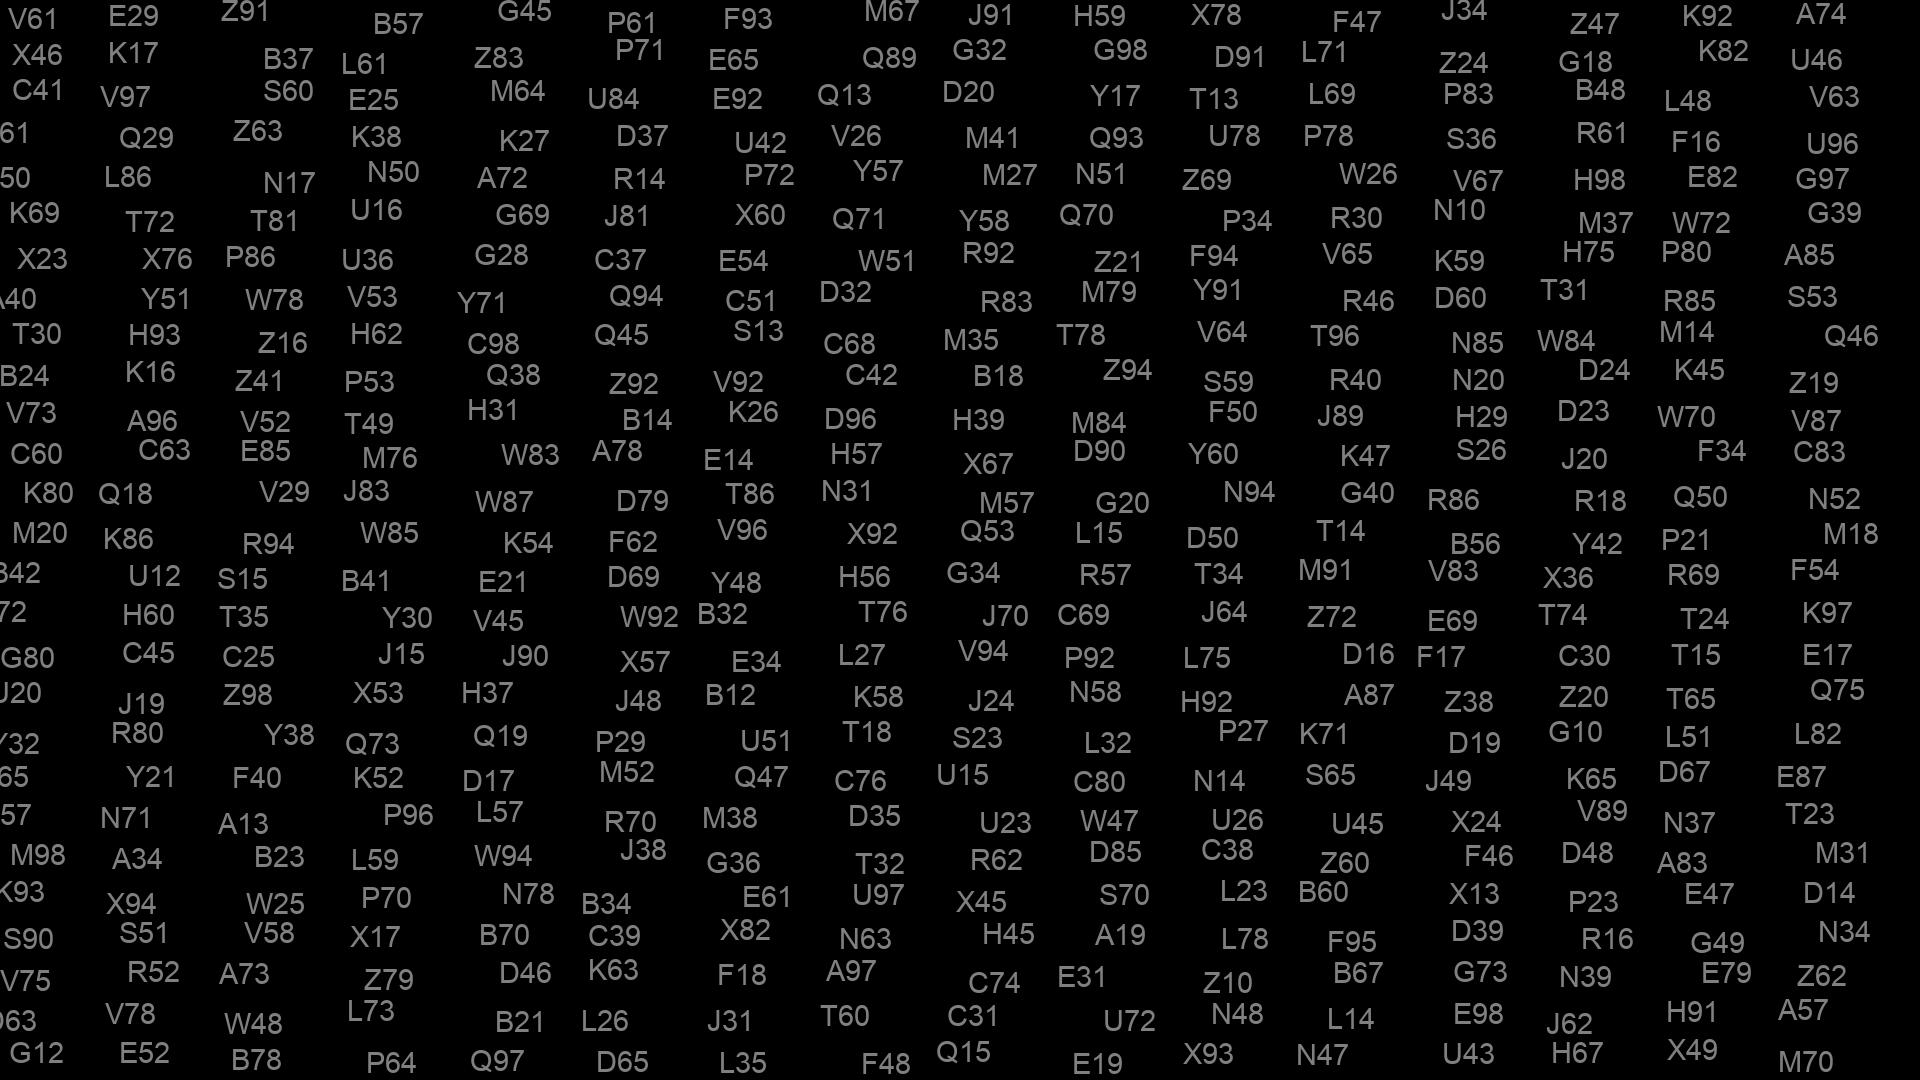 V61 E29 Z91 B57 G45 P61 F93 M67 J91 H59 X78 F47 J34 Z47 K92 A74
X46 K17 B37 L61 Z83 P71 E65 Q89 G32 G98 D91 L71 Z24 G18 K82 U46
C41 V97 S60 E25 M64 U84 E92 Q13 D20 Y17 T13 L69 P83 B48 L48 V63
61 Q29 Z63 K38 K27 D37 U42 V26 M41 Q93 U78 P78 S36 R61 F16 U96
50 L86 N17 N50 A72 R14 P72 Y57 M27 N51 Z69 W26 V67 H98 E82 G97
K69 T72 T81 U16 G69 J81 X60 Q71 Y58 Q70 P34 R30 N10 M37 W72 G39
X23 X76 P86 U36 G28 C37 E54 W51 R92 Z21 F94 V65 K59 H75 P80 A85
A40 Y51 W78 V53 Y71 Q94 C51 D32 R83 M79 Y91 R46 D60 T31 R85 S53
T30 H93 Z16 H62 C98 Q45 S13 C68 M35 T78 V64 T96 N85 W84 M14 Q46
B24 K16 Z41 P53 Q38 Z92 V92 C42 B18 Z94 S59 R40 N20 D24 K45 Z19
V73 A96 V52 T49 H31 B14 K26 D96 H39 M84 F50 J89 H29 D23 W70 V87
C60 C63 E85 M76 W83 A78 E14 H57 X67 D90 Y60 K47 S26 J20 F34 C83
K80 Q18 V29 J83 W87 D79 T86 N31 M57 G20 N94 G40 R86 R18 Q50 N52
M20 K86 R94 W85 K54 F62 V96 X92 Q53 L15 D50 T14 B56 Y42 P21 M18
B42 U12 S15 B41 E21 D69 Y48 H56 G34 R57 T34 M91 V83 X36 R69 F54
72 H60 T35 Y30 V45 W92 B32 T76 J70 C69 J64 Z72 E69 T74 T24 K97
G80 C45 C25 J15 J90 X57 E34 L27 V94 P92 L75 D16 F17 C30 T15 E17
U20 J19 Z98 X53 H37 J48 B12 K58 J24 N58 H92 A87 Z38 Z20 T65 Q75
Y32 R80 Y38 Q73 Q19 P29 U51 T18 S23 L32 P27 K71 D19 G10 L51 L82
65 Y21 F40 K52 D17 M52 Q47 C76 U15 C80 N14 S65 J49 K65 D67 E87
57 N71 A13 P96 L57 R70 M38 D35 U23 W47 U26 U45 X24 V89 N37 T23
M98 A34 B23 L59 W94 J38 G36 T32 R62 D85 C38 Z60 F46 D48 A83 M31
K93 X94 W25 P70 N78 B34 E61 U97 X45 S70 L23 B60 X13 P23 E47 D14
S90 S51 V58 X17 B70 C39 X82 N63 H45 A19 L78 F95 D39 R16 G49 N34
V75 R52 A73 Z79 D46 K63 F18 A97 C74 E31 Z10 B67 G73 N39 E79 Z62
63 V78 W48 L73 B21 L26 J31 T60 C31 U72 N48 L14 E98 J62 H91 A57
G12 E52 B78 P64 Q97 D65 L35 F48 Q15 E19 X93 N47 U43 H67 X49 M70